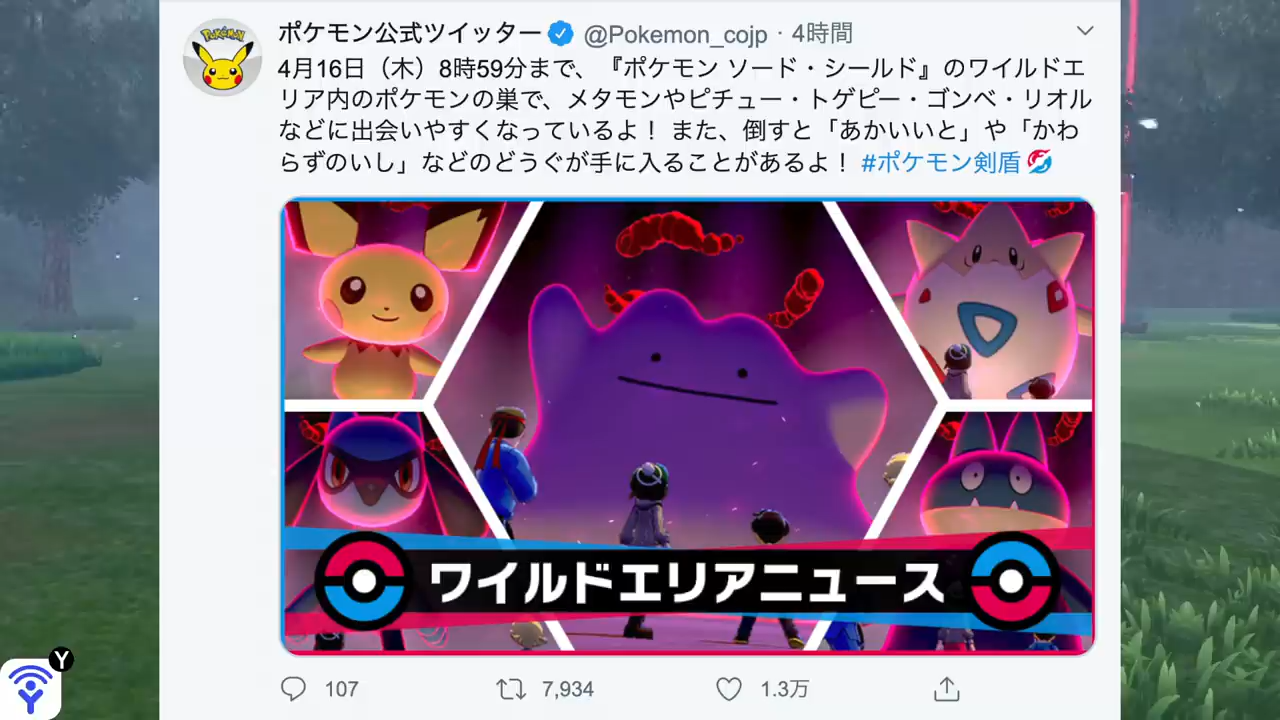 ポケモン公式ツイッター @Pokemon_cojp · 4時間
4月16日（木）8時59分まで、『ポケモン ソード・シールド』のワイルドエ
リア内のポケモンの巣で、メタモンやピチュー・トゲピー・ゴンベ・リオル
などに出会いやすくなっているよ！ また、倒すと「あかいいと」や「かわ
らずのいし」などのどうぐが手に入ることがあるよ！ #ポケモン剣盾
POKéMON
ワイルドエリアニュース
Y
107 7,934 1.3万